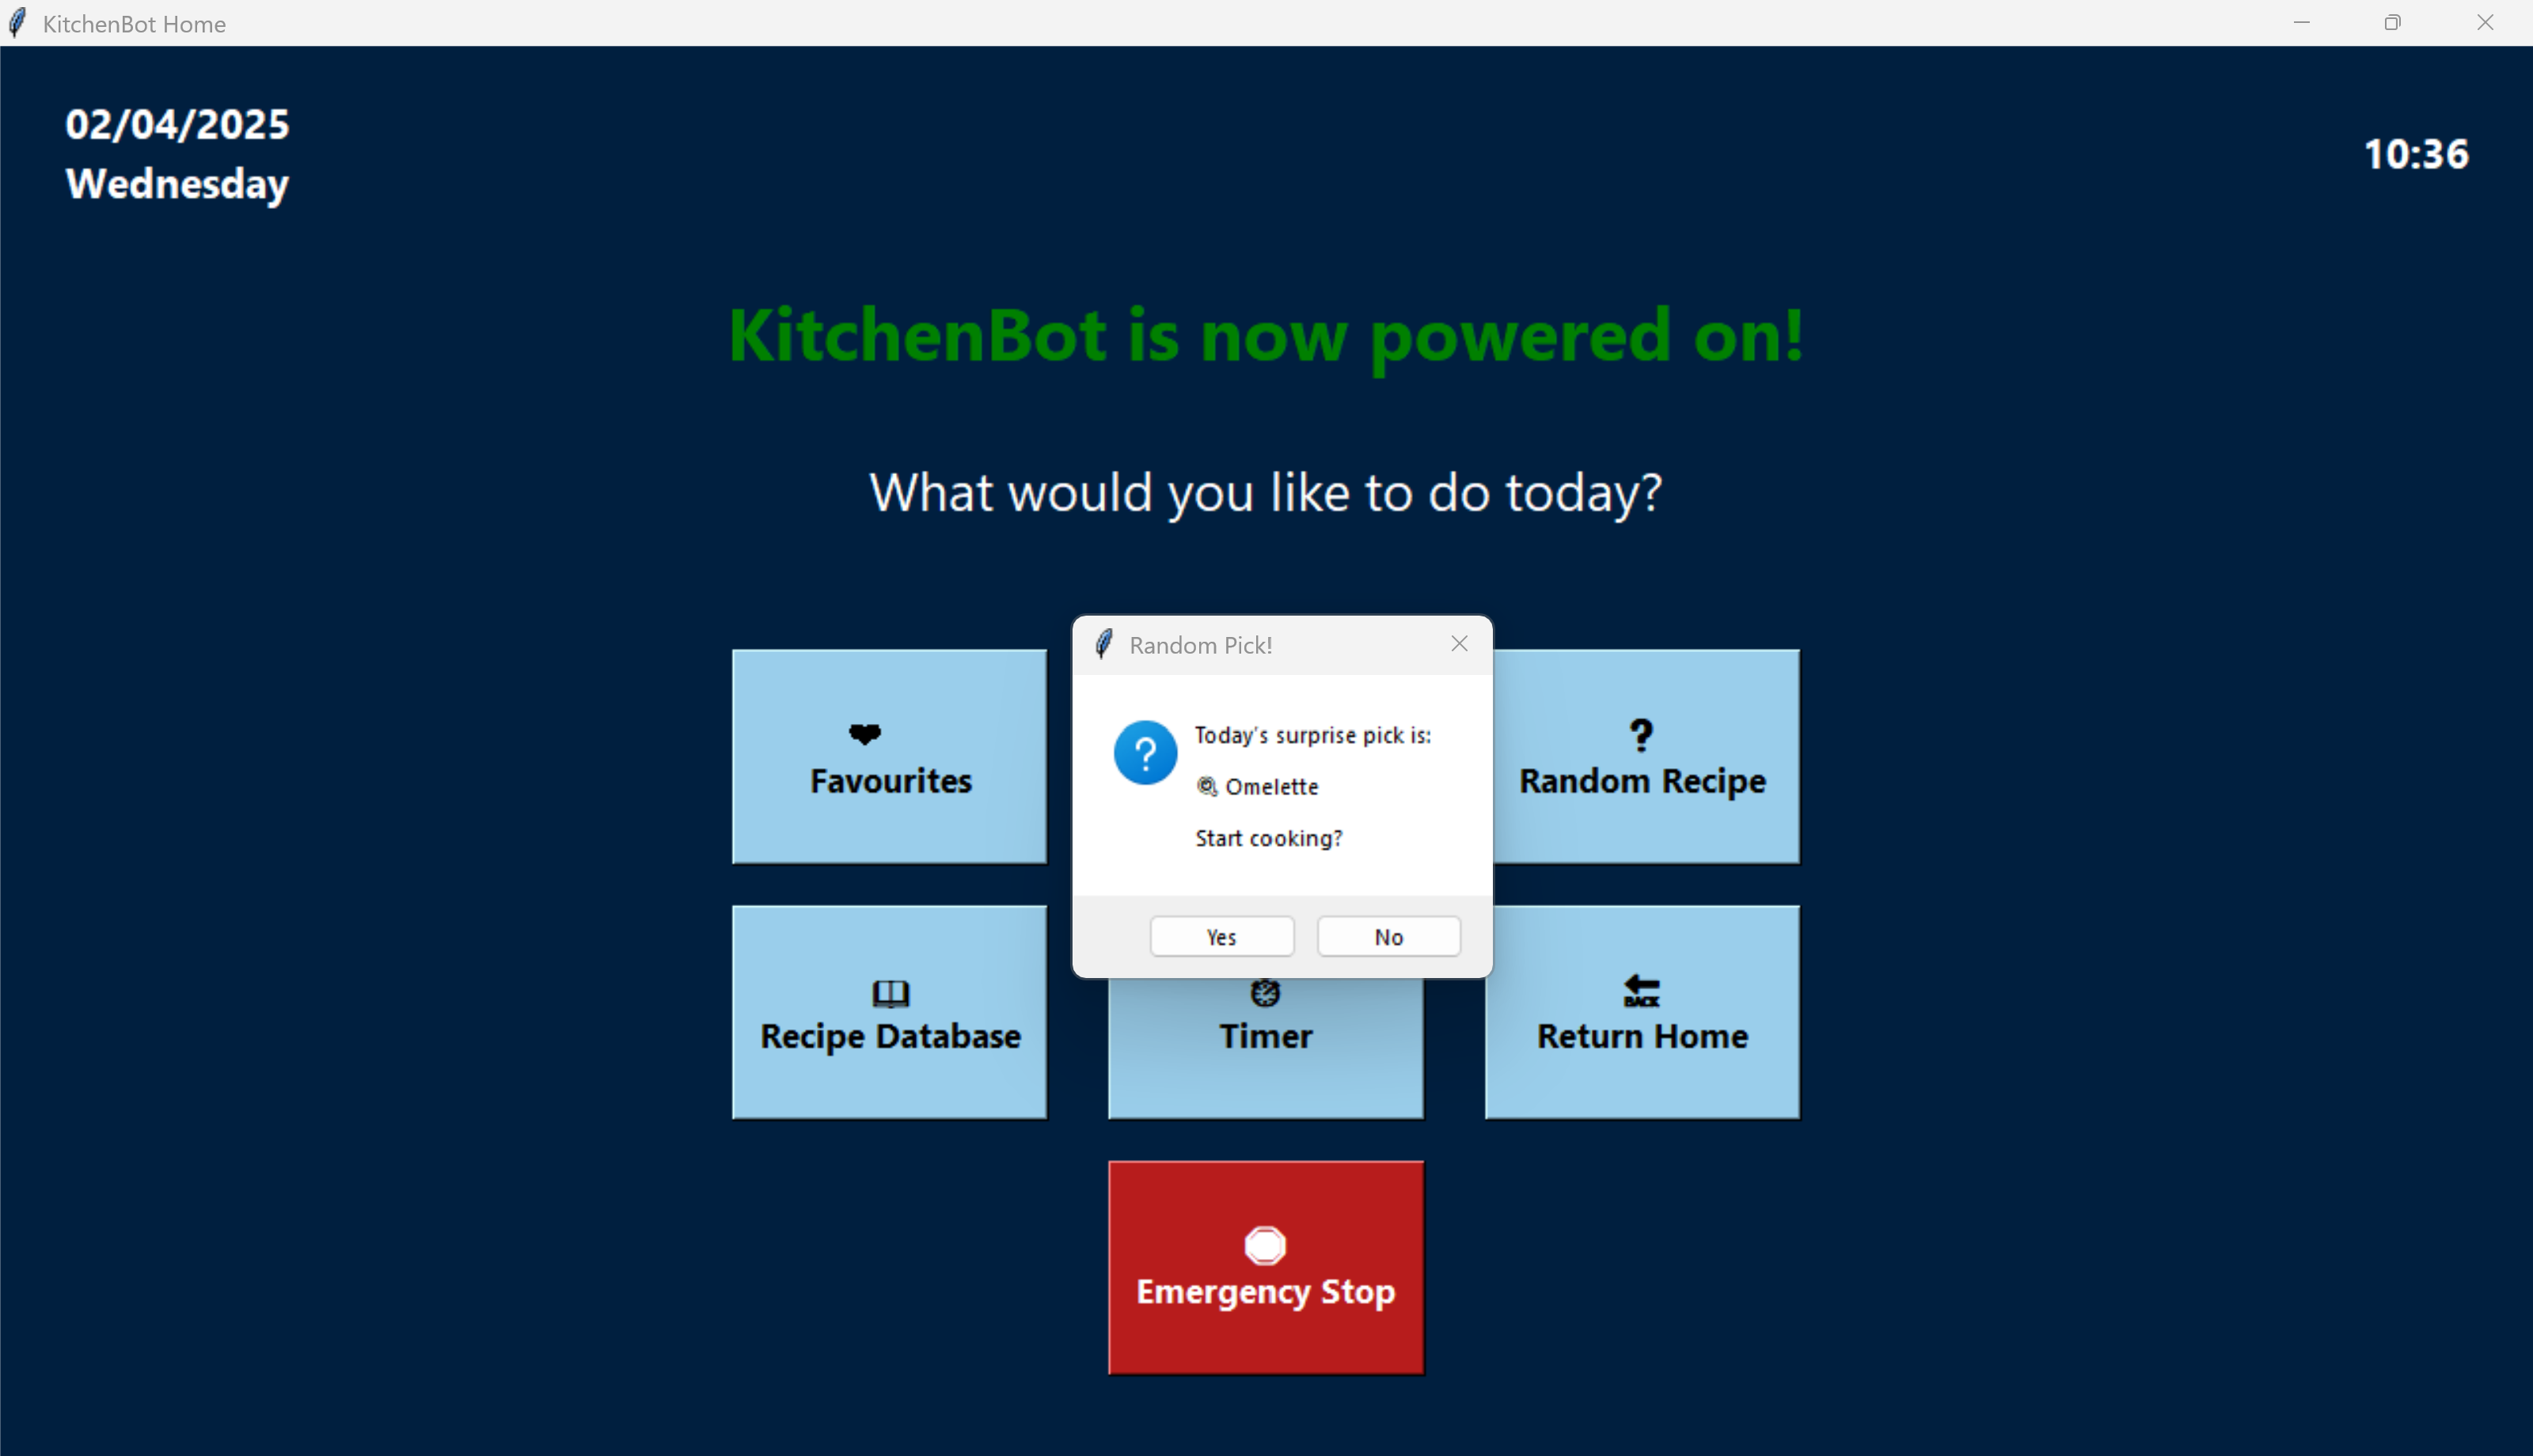 KitchenBot Home
02/04/2025
Wednesday
10:36
KitchenBot is now powered on!
What would you like to do today?
Random Pick!
Today's surprise pick is:
Omelette
Start cooking?
Yes
No
Favourites
?
Random Recipe
Recipe Database
Timer
BACK
Return Home
Emergency Stop